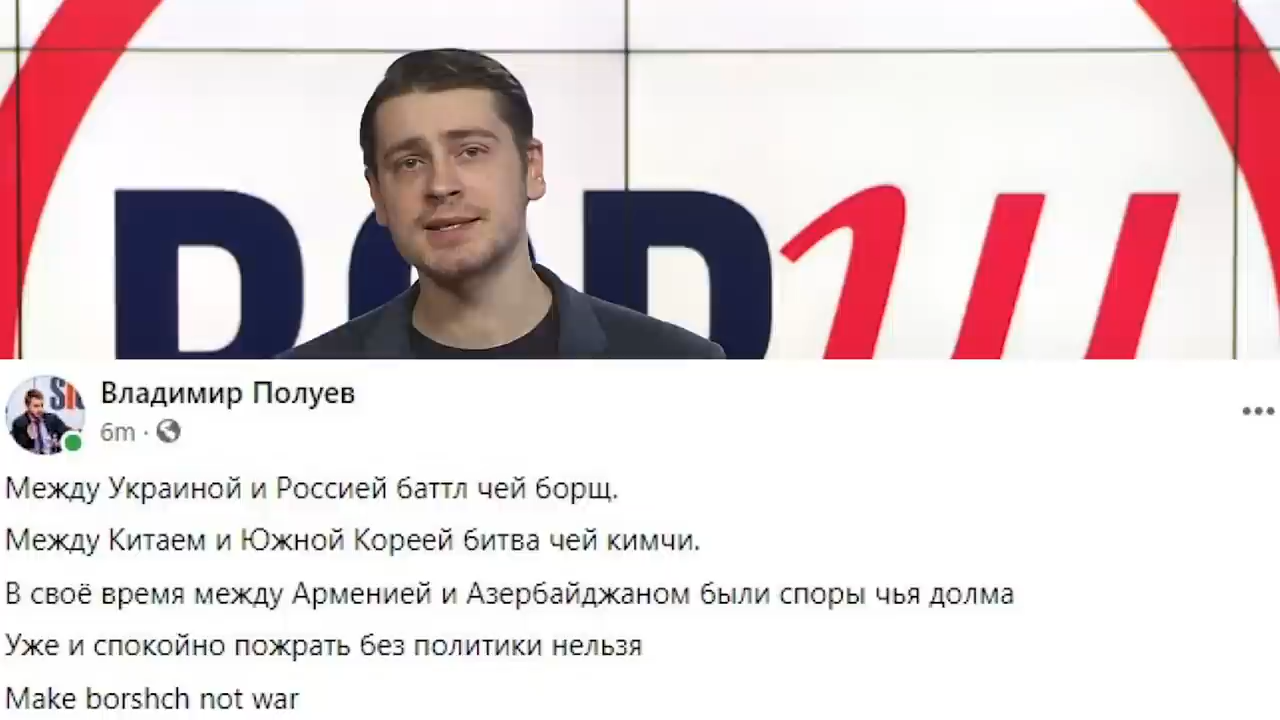 Владимир Полуев
6m ·
Между Украиной и Россией баттл чей борщ.
Между Китаем и Южной Кореей битва чей кимчи.
В своё время между Арменией и Азербайджаном были споры чья долма
Уже и спокойно пожрать без политики нельзя
Make borshch not war